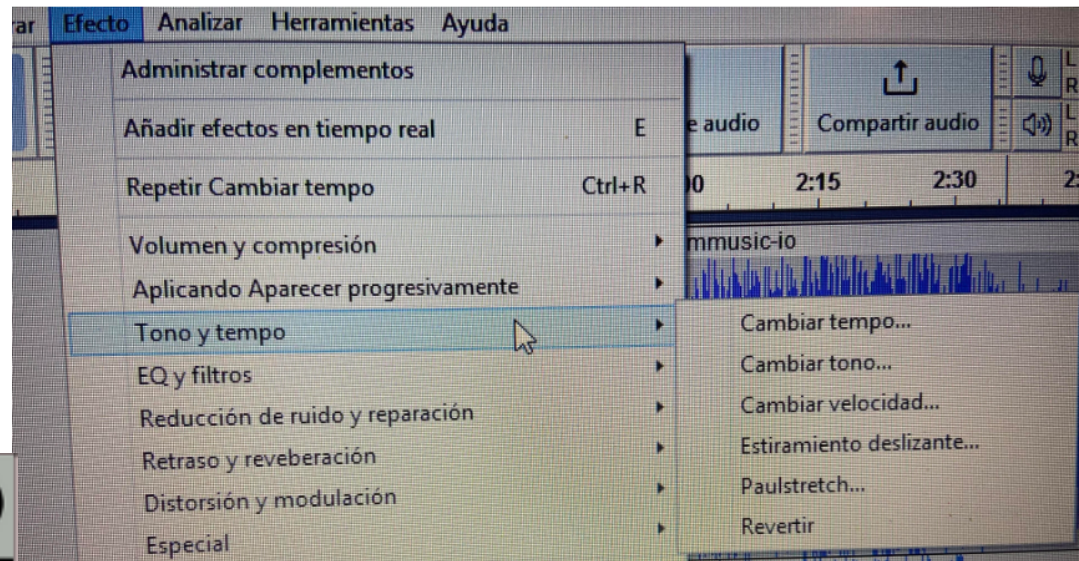 ar Efecto Analizar Herramientas Ayuda
Administrar complementos
Añadir efectos en tiempo real E
Repetir Cambiar tempo Ctrl+R
Volumen y compresión
Aplicando Aparecer progresivamente
Tono y tempo
EQ y filtros
Reducción de ruido y reparación
Retraso y reveberación
Distorsión y modulación
Especial
e audio
Compartir audio
L
R
L
R
00 2:15 2:30 2:
mmusic-io
Cambiar tempo...
Cambiar tono...
Cambiar velocidad...
Estiramiento deslizante...
Paulstretch...
Revertir